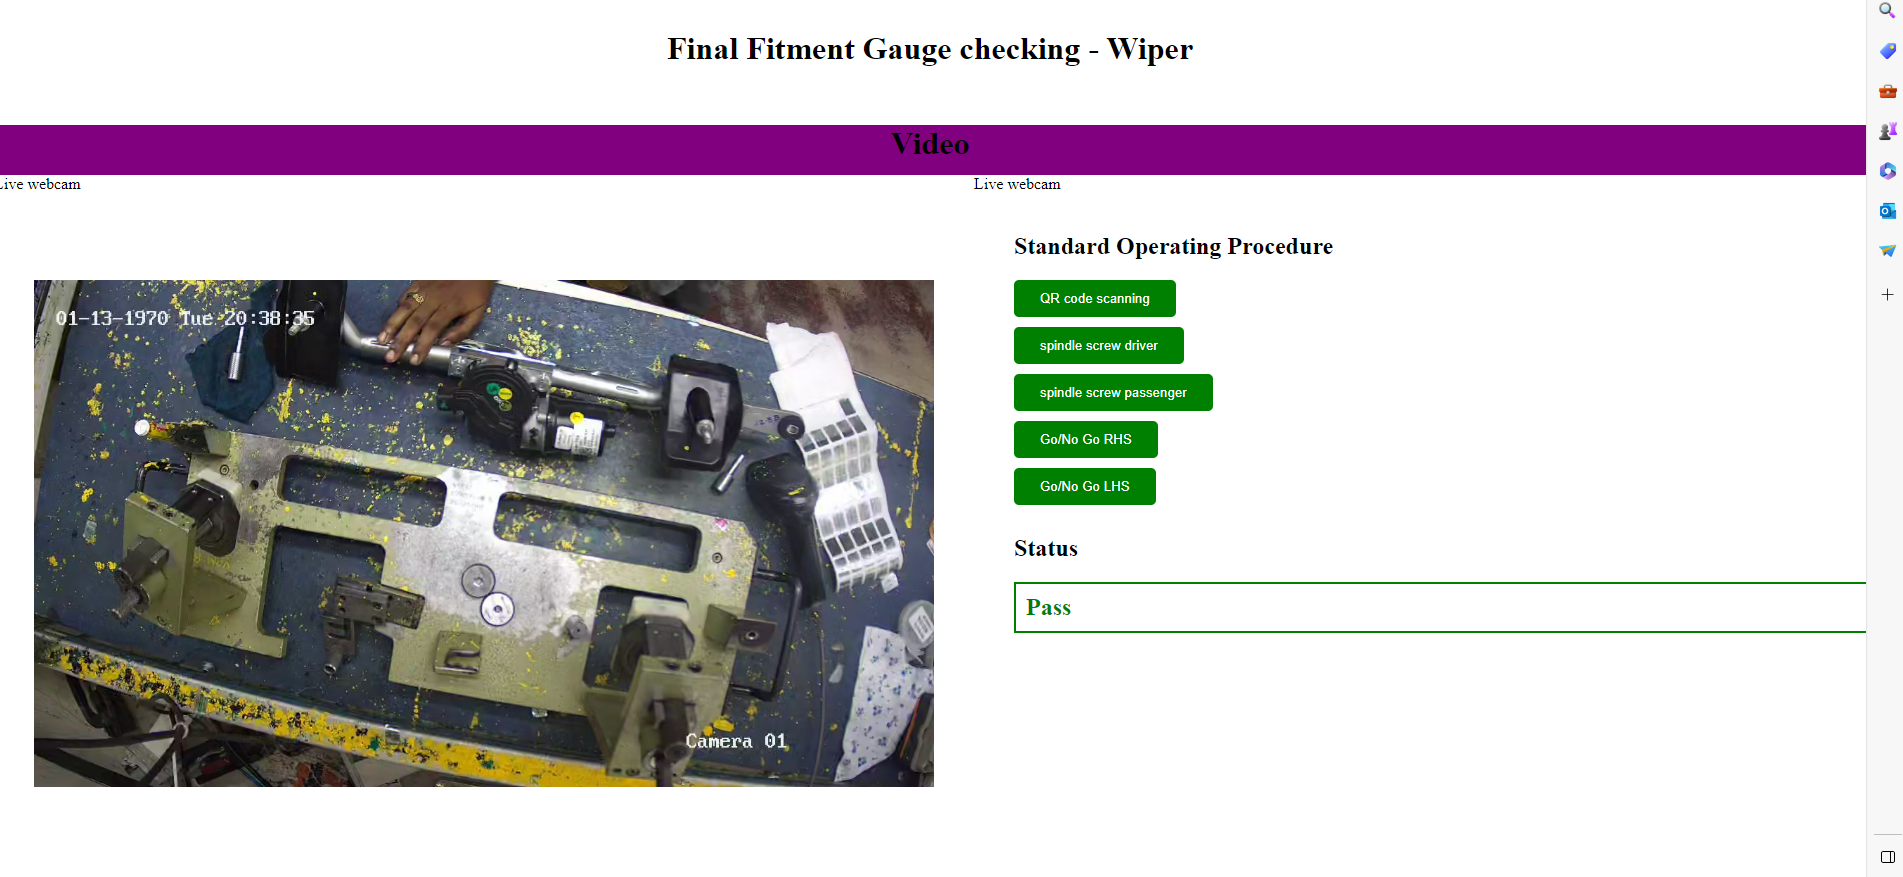 Final Fitment Gauge checking - Wiper
Video
Live webcam
Live webcam
Standard Operating Procedure
QR code scanning
spindle screw driver
spindle screw passenger
Go/No Go RHS
Go/No Go LHS
Status
Pass
01-13-1970 Tue 20:38:35
Camera 01